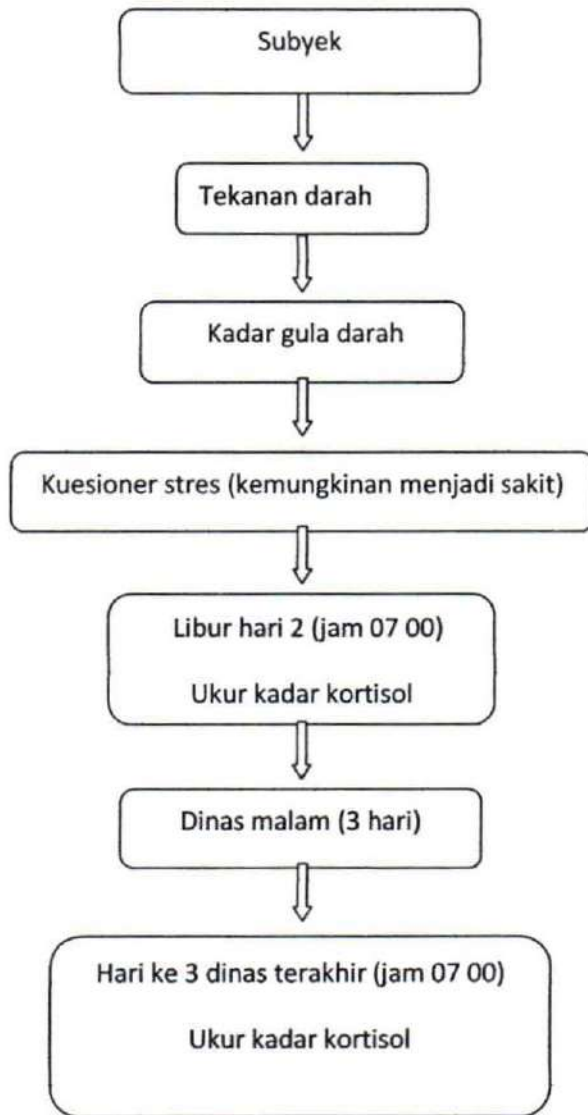 Subyek
Tekanan darah
Kadar gula darah
Kuesioner stres (kemungkinan menjadi sakit)
Libur hari 2 (jam 07 00)
Ukur kadar kortisol
Dinas malam (3 hari)
Hari ke 3 dinas terakhir (jam 07 00)
Ukur kadar kortisol